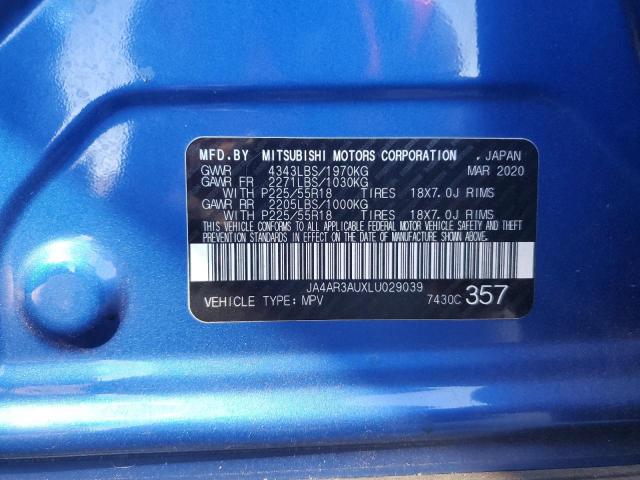 MFD.BY MITSUBISHI MOTORS CORPORATION . JAPAN
GVWR 4343LBS/1970KG MAR 2020
GAWR FR 2271LBS/1030KG
WITH P225/55R18 TIRES 18X7.0J RIMS
GAWR RR 2205LBS/1000KG
WITH P225/55R18 TIRES 18X7.0J RIMS
THIS VEHICLE CONFORMS TO ALL APPLICABLE FEDERAL MOTOR VEHICLE SAFETY AND THEFT
PREVENTION STANDARDS IN EFFECT ON THE DATE OF MANUFACTURE SHOWN ABOVE.
JA4AR3AUXLU029039
VEHICLE TYPE: MPV 7430C 357